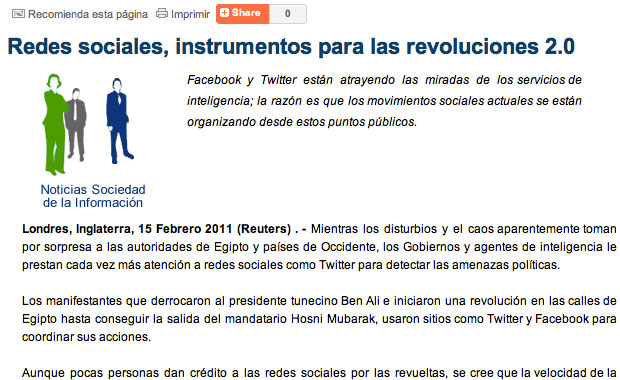 Recomienda esta página Imprimir Share 0
Redes sociales, instrumentos para las revoluciones 2.0
Facebook y Twitter están atrayendo las miradas de los servicios de
inteligencia; la razón es que los movimientos sociales actuales se están
organizando desde estos puntos públicos.
Noticias Sociedad
de la Información
Londres, Inglaterra, 15 Febrero 2011 (Reuters) . - Mientras los disturbios y el caos aparentemente toman
por sorpresa a las autoridades de Egipto y países de Occidente, los Gobiernos y agentes de inteligencia le
prestan cada vez más atención a redes sociales como Twitter para detectar las amenazas políticas.
Los manifestantes que derrocaron al presidente tunecino Ben Ali e iniciaron una revolución en las calles de
Egipto hasta conseguir la salida del mandatario Hosni Mubarak, usaron sitios como Twitter y Facebook para
coordinar sus acciones.
Aunque pocas personas dan crédito a las redes sociales por las revueltas, se cree que la velocidad de la